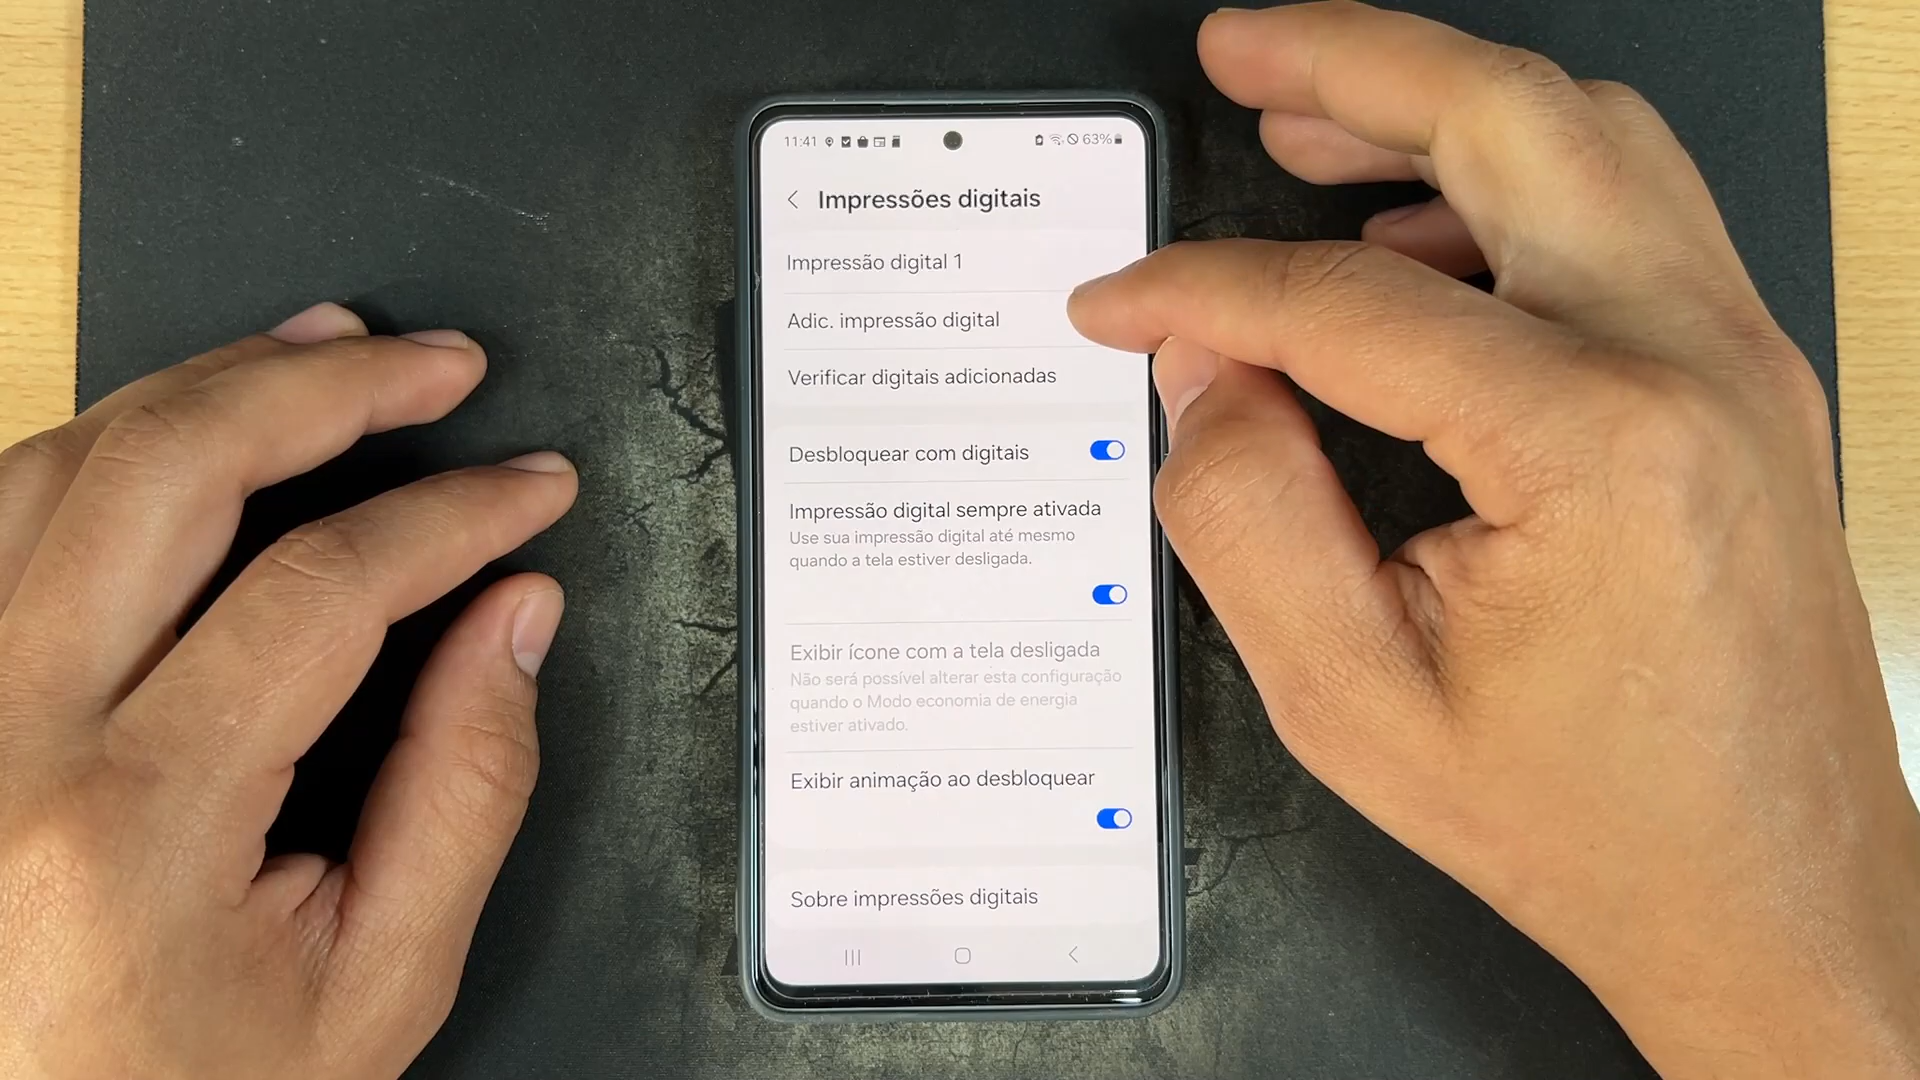 11:41
63%
Impressões digitais
Impressão digital 1
Adic. impressão digital
Verificar digitais adicionadas
Desbloquear com digitais
Impressão digital sempre ativada
Use sua impressão digital até mesmo
quando a tela estiver desligada.
Exibir ícone com a tela desligada
Não será possível alterar esta configuração
quando o Modo economia de energia
estiver ativado.
Exibir animação ao desbloquear
Sobre impressões digitais